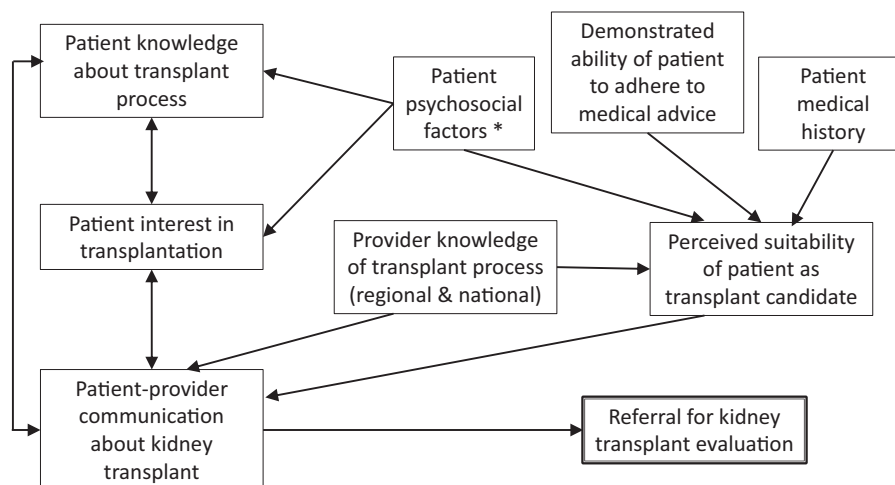 Patient knowledge
about transplant
process
Patient
psychosocial
factors *
Demonstrated
ability of patient
to adhere to
medical advice
Patient
medical
history
Patient interest in
transplantation
Provider knowledge
of transplant process
(regional & national)
Perceived suitability
of patient as
transplant candidate
Patient-provider
communication
about kidney
transplant
Referral for kidney
transplant evaluation